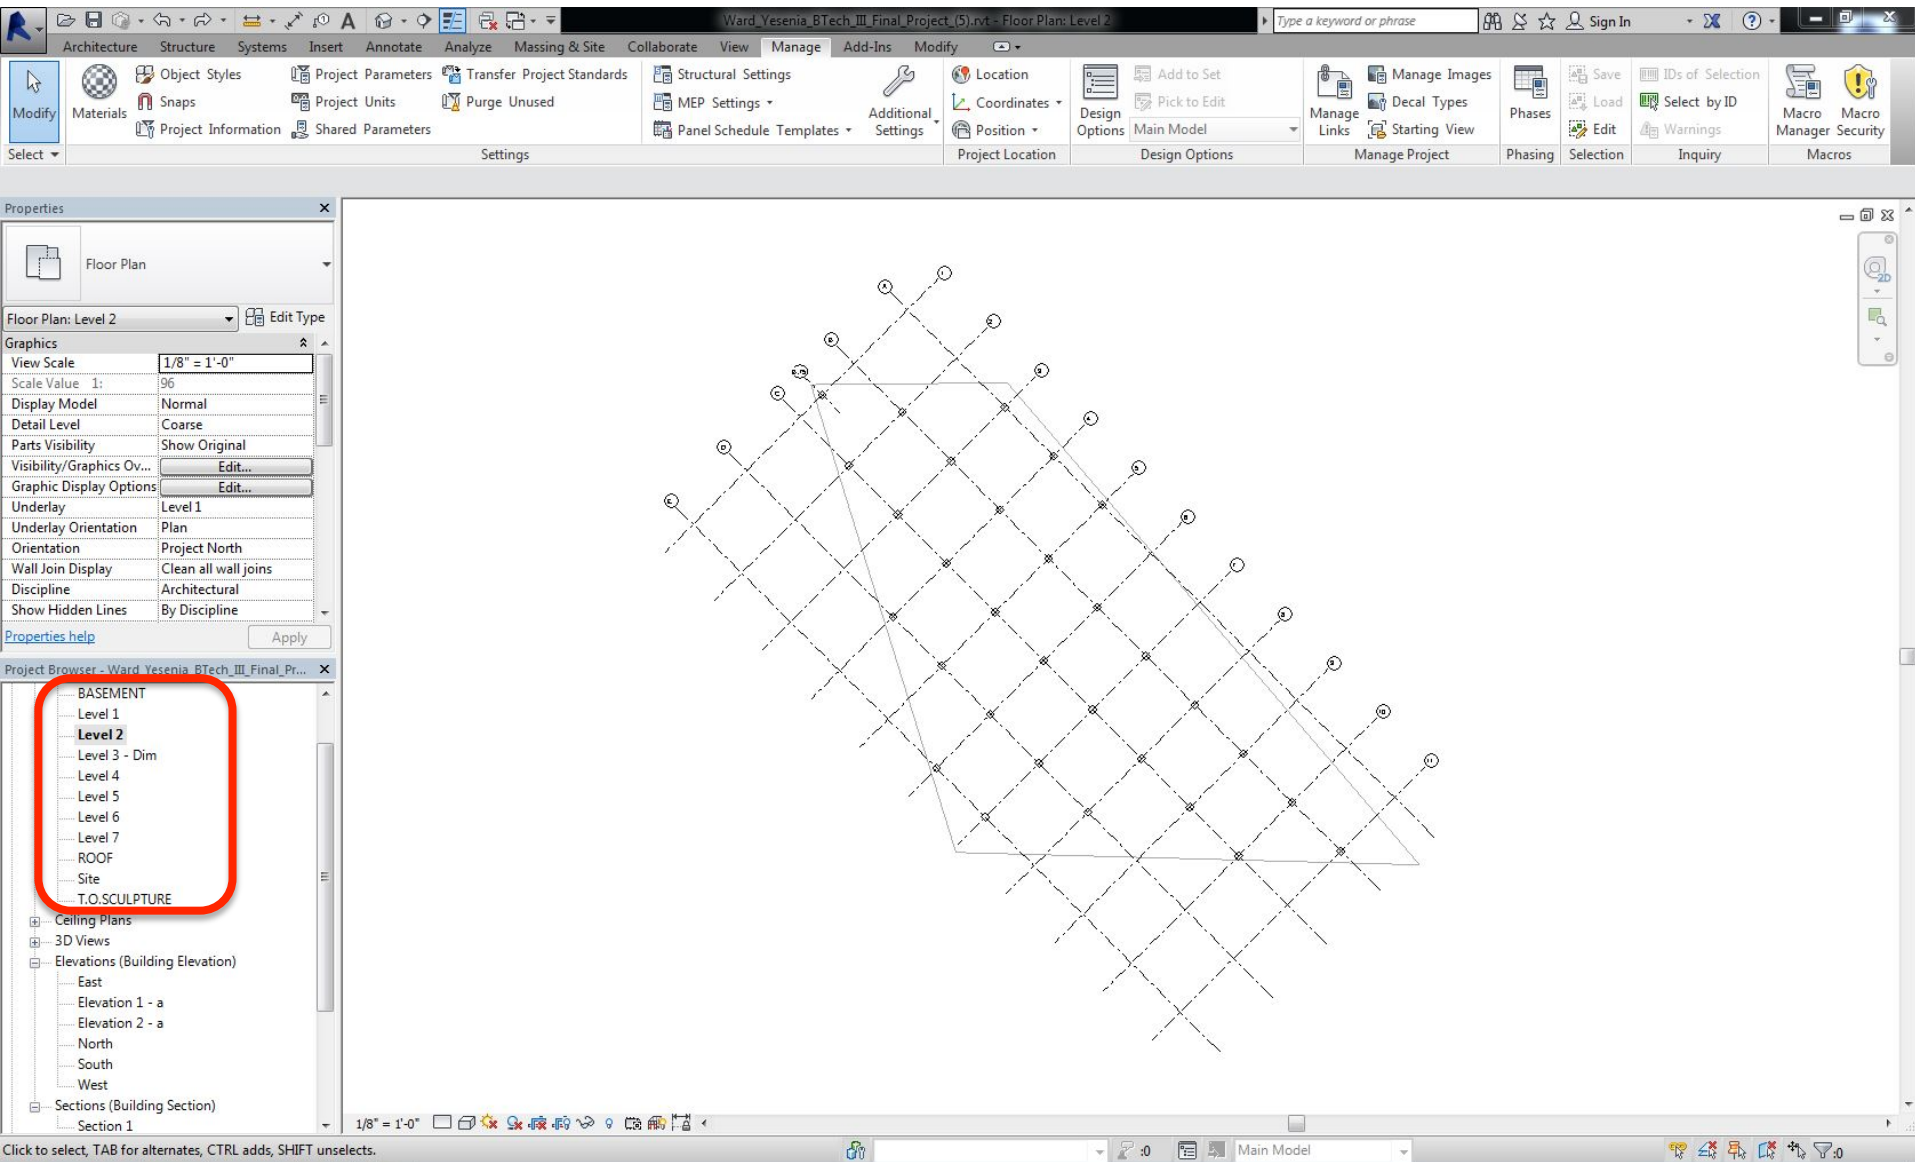 Ward_Yesenia_BTech_III_Final_Project_(5).rvt - Floor Plan: Level 2
Type a keyword or phrase
Sign In
Architecture Structure Systems Insert Annotate Analyze Massing & Site Collaborate View Manage Add-Ins Modify
Modify
Materials
Object Styles
Snaps
Project Information
Project Parameters
Project Units
Shared Parameters
Transfer Project Standards
Purge Unused
Structural Settings
MEP Settings
Panel Schedule Templates
Additional Settings
Location
Coordinates
Position
Design Options
Add to Set
Pick to Edit
Main Model
Manage Links
Manage Images
Decal Types
Starting View
Phases
Save
Load
Edit
IDs of Selection
Select by ID
Warnings
Macro Manager
Macro Security
Select
Settings
Project Location
Design Options
Manage Project
Phasing
Selection
Inquiry
Macros
Properties
Floor Plan
Floor Plan: Level 2
Edit Type
Graphics
View Scale 1/8" = 1'-0"
Scale Value 1: 96
Display Model Normal
Detail Level Coarse
Parts Visibility Show Original
Visibility/Graphics Ov... Edit...
Graphic Display Options Edit...
Underlay Level 1
Underlay Orientation Plan
Orientation Project North
Wall Join Display Clean all wall joins
Discipline Architectural
Show Hidden Lines By Discipline
Properties help
Apply
Project Browser - Ward_Yesenia_BTech_III_Final_Pr...
BASEMENT
Level 1
Level 2
Level 3 - Dim
Level 4
Level 5
Level 6
Level 7
ROOF
Site
T.O.SCULPTURE
Ceiling Plans
3D Views
Elevations (Building Elevation)
East
Elevation 1 - a
Elevation 2 - a
North
South
West
Sections (Building Section)
Section 1
2D
1/8" = 1'-0"
Click to select, TAB for alternates, CTRL adds, SHIFT unselects.
:0
Main Model
:0